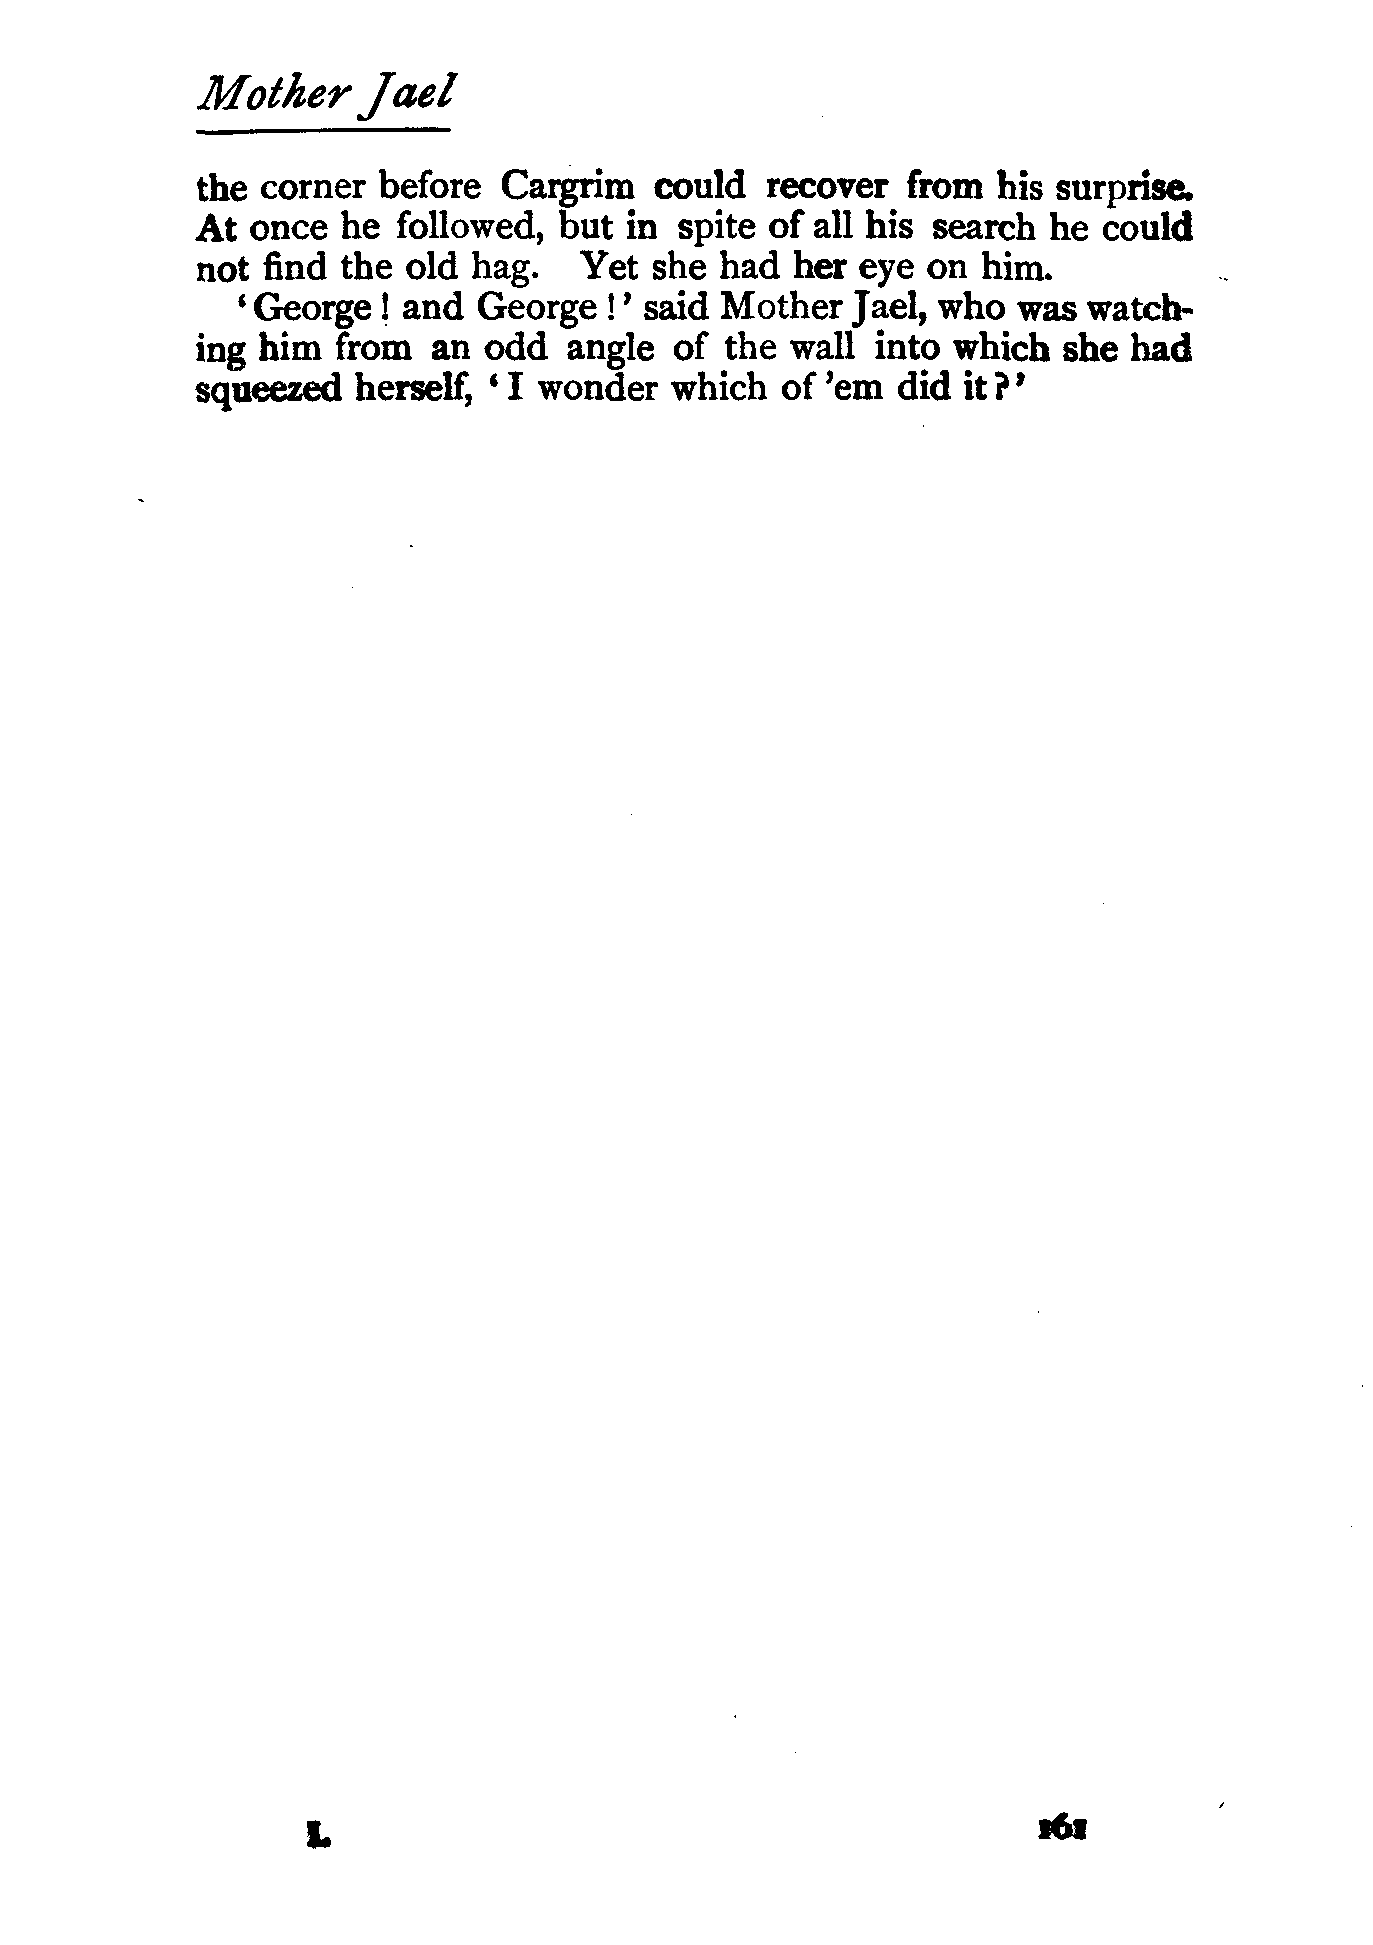 Mother Jael
the corner before Cargrim could recover from his surprise.
At once he followed, but in spite of all his search he could
not find the old hag. Yet she had her eye on him.
‘George! and George!’ said Mother Jael, who was watch-
ing him from an odd angle of the wall into which she had
squeezed herself, ‘I wonder which of ’em did it?’
L 161